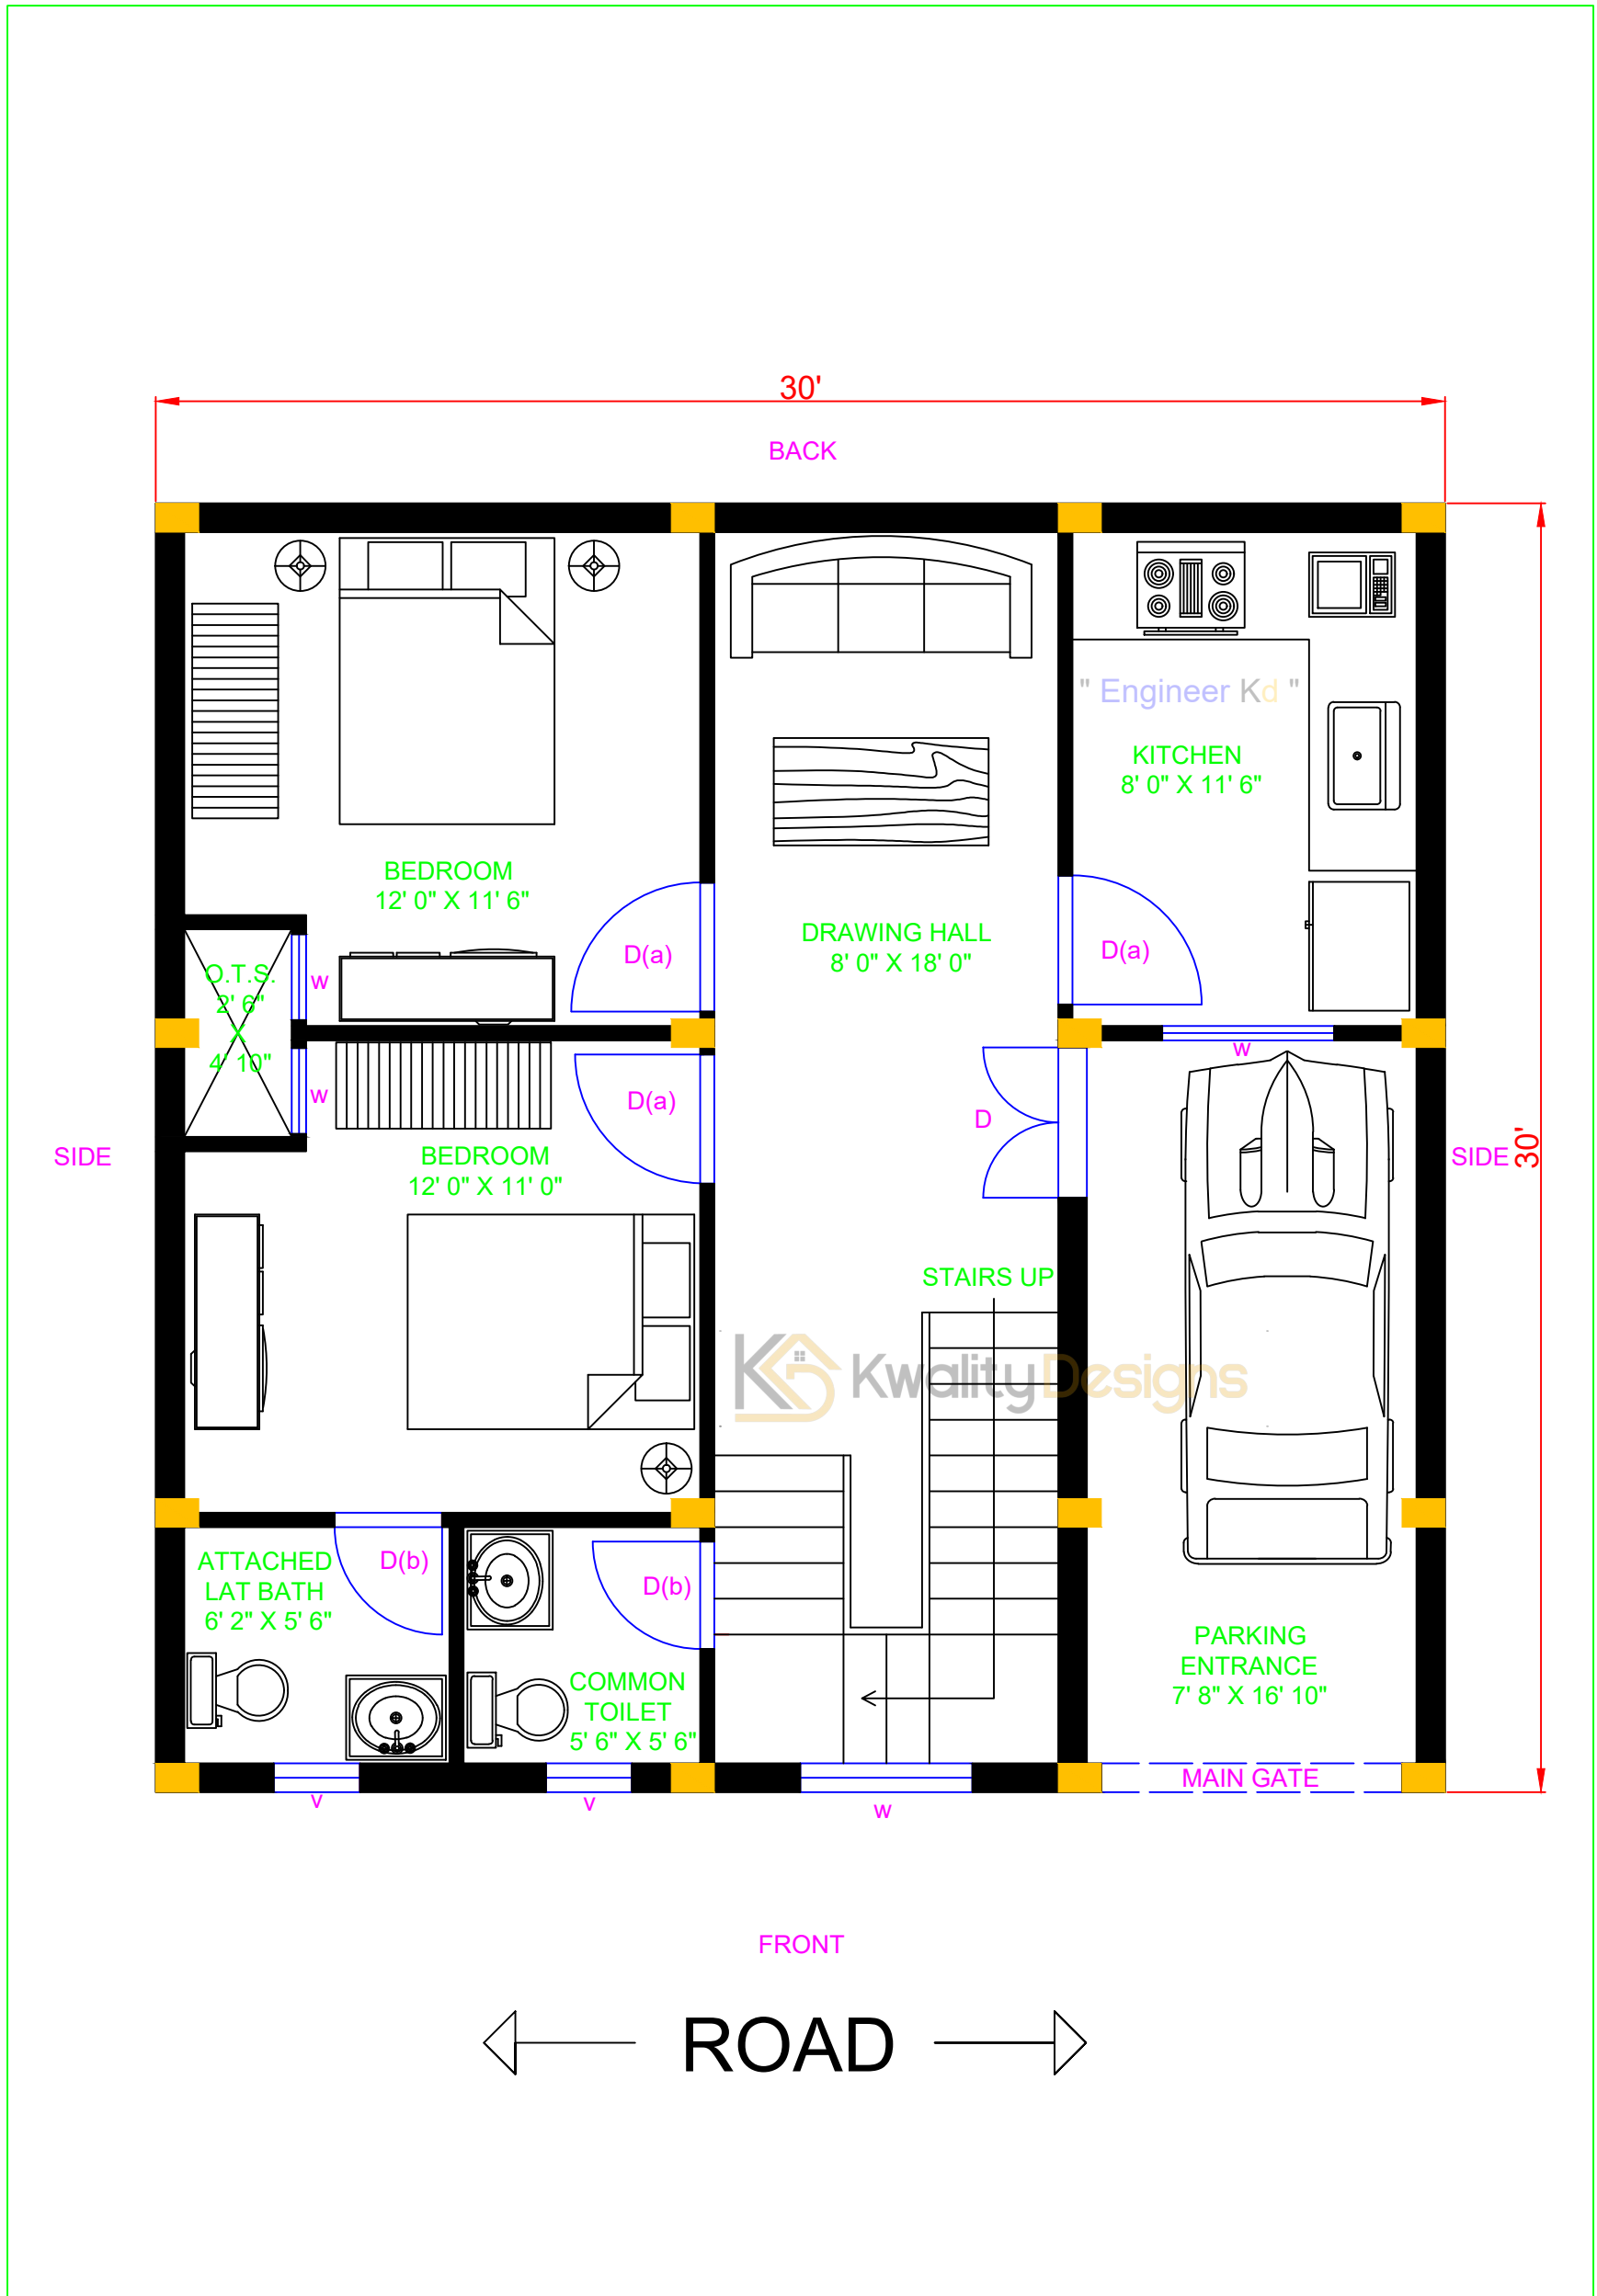 30'
BACK
" Engineer Kd "
KITCHEN
8' 0" X 11' 6"
BEDROOM
12' 0" X 11' 6"
DRAWING HALL
8' 0" X 18' 0"
D(a)
D(a)
O.T.S.
2' 6"
X
4' 10"
w
w
w
D(a)
D
SIDE
BEDROOM
12' 0" X 11' 0"
SIDE
30'
STAIRS UP
Kwality Designs
ATTACHED
LAT BATH
6' 2" X 5' 6"
D(b)
D(b)
COMMON
TOILET
5' 6" X 5' 6"
PARKING
ENTRANCE
7' 8" X 16' 10"
MAIN GATE
v
v
w
FRONT
ROAD